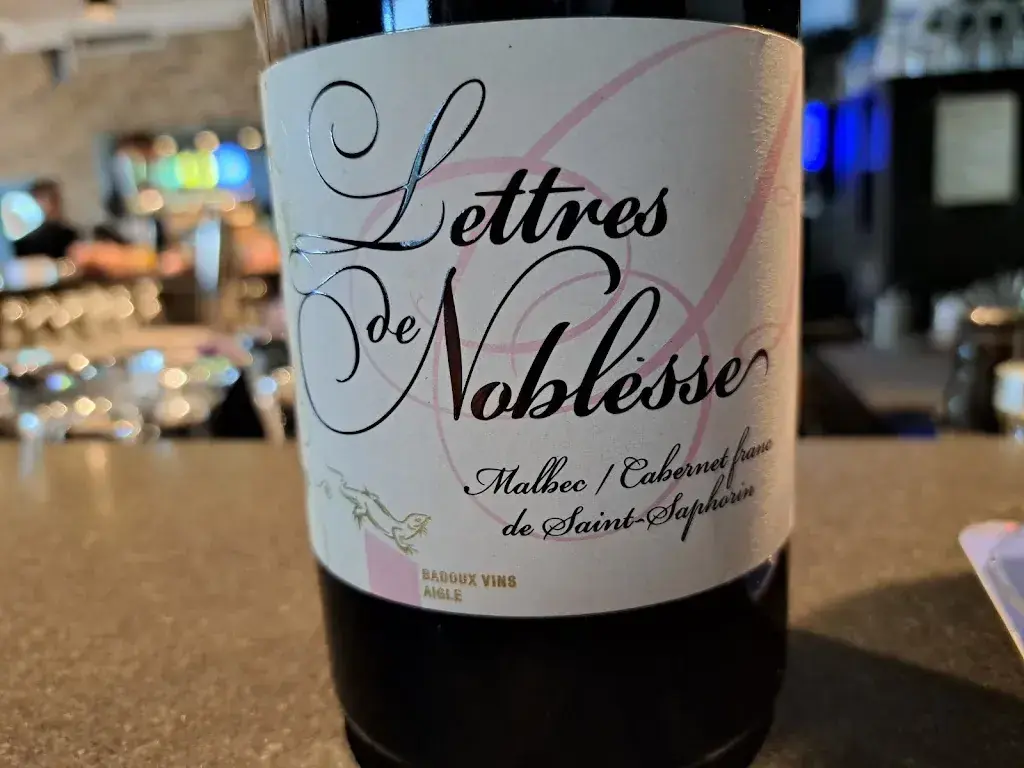 Lettres
de Noblesse
Malbec / Cabernet franc
de Saint-Saphorin
BADOUX VINS
AIGLE